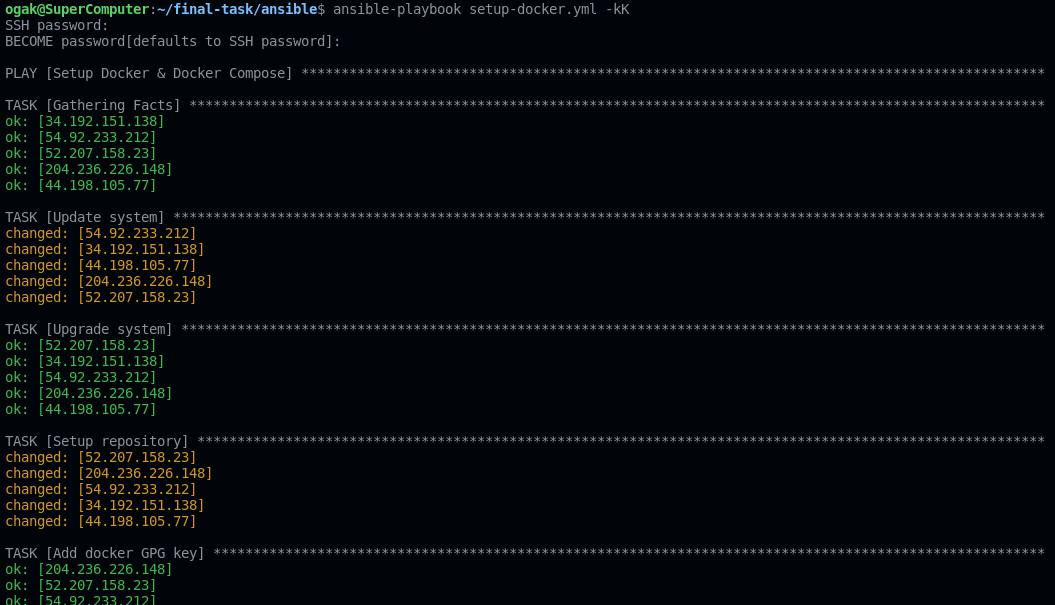 ogak@SuperComputer:~/final-task/ansible$ ansible-playbook setup-docker.yml -kK
SSH password:
BECOME password[defaults to SSH password]:
PLAY [Setup Docker & Docker Compose] *********************************************************************************************
TASK [Gathering Facts] ***********************************************************************************************************
ok: [34.192.151.138]
ok: [54.92.233.212]
ok: [52.207.158.23]
ok: [204.236.226.148]
ok: [44.198.105.77]
TASK [Update system] *************************************************************************************************************
changed: [54.92.233.212]
changed: [34.192.151.138]
changed: [44.198.105.77]
changed: [204.236.226.148]
changed: [52.207.158.23]
TASK [Upgrade system] ************************************************************************************************************
ok: [52.207.158.23]
ok: [34.192.151.138]
ok: [54.92.233.212]
ok: [204.236.226.148]
ok: [44.198.105.77]
TASK [Setup repository] **********************************************************************************************************
changed: [52.207.158.23]
changed: [204.236.226.148]
changed: [54.92.233.212]
changed: [34.192.151.138]
changed: [44.198.105.77]
TASK [Add docker GPG key] ********************************************************************************************************
ok: [204.236.226.148]
ok: [52.207.158.23]
ok: [54.92.233.212]